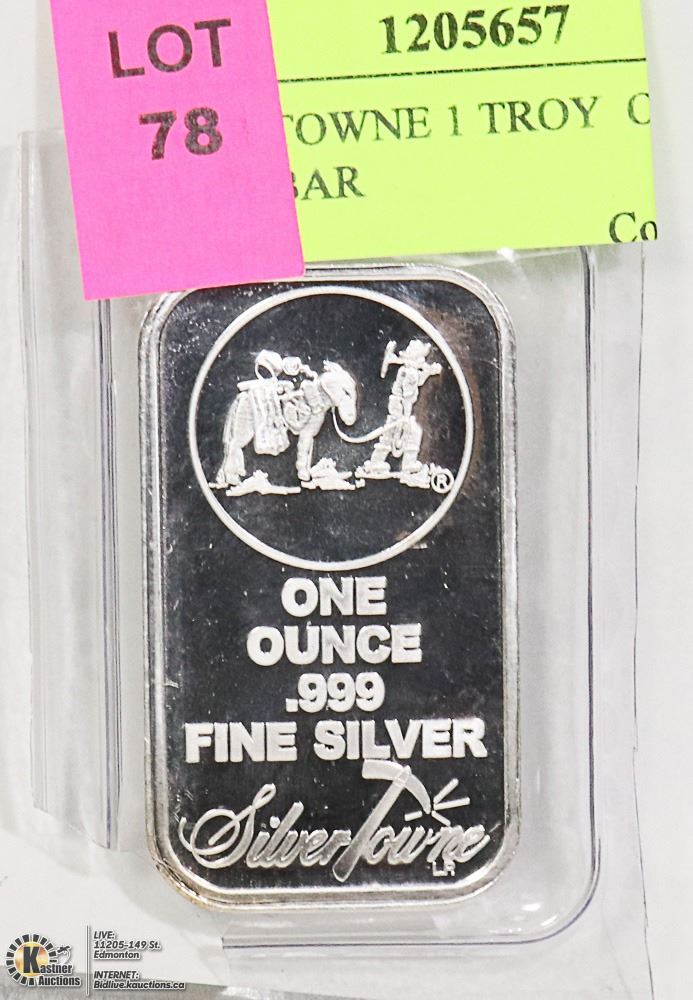 LOT
78
1205657
TOWNE 1 TROY O
BAR
Co
®
ONE
OUNCE
.999
FINE SILVER
SilverTowne
LR
Kastner
Auctions
LIVE:
11205-149 St.
Edmonton
INTERNET:
Bidlive.kauctions.ca